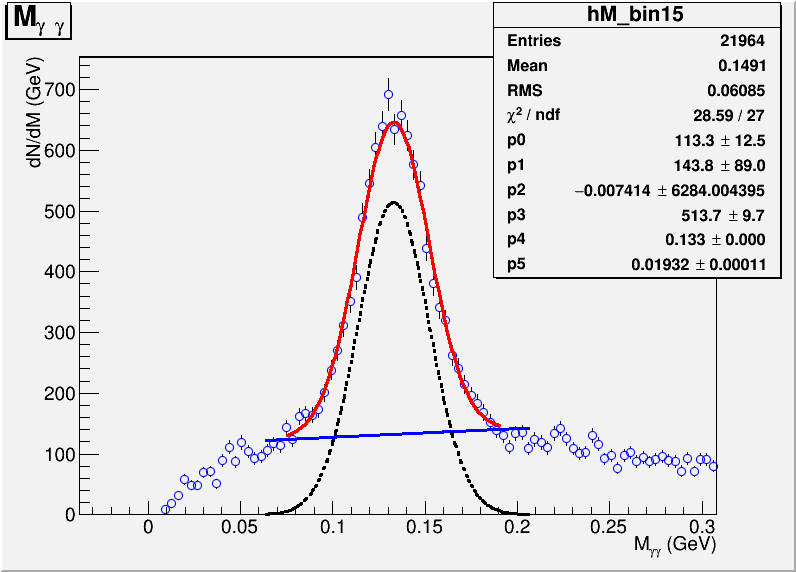 Mγ γ
hM_bin15
Entries 21964
Mean 0.1491
RMS 0.06085
χ² / ndf 28.59 / 27
p0 113.3 ± 12.5
p1 143.8 ± 89.0
p2 −0.007414 ± 6284.004395
p3 513.7 ± 9.7
p4 0.133 ± 0.000
p5 0.01932 ± 0.00011
dN/dM (GeV)
700
600
500
400
300
200
100
0
0 0.05 0.1 0.15 0.2 0.25 0.3
Mγγ (GeV)